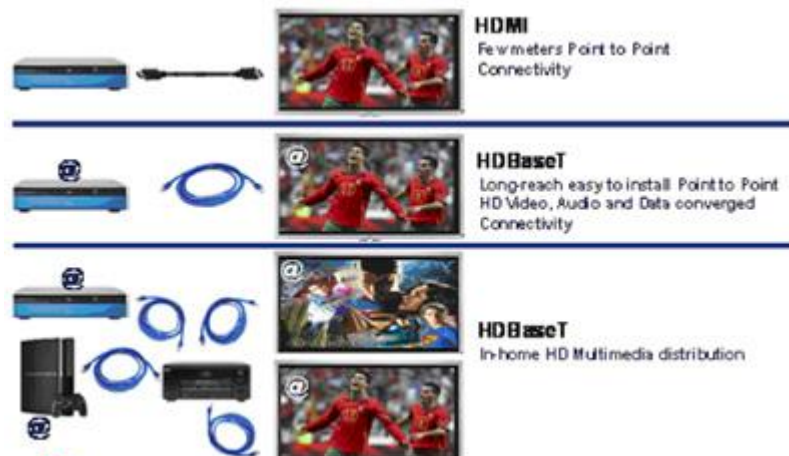 HDMI
Few meters Point to Point
Connectivity
@
@
HDBaseT
Long-reach easy to install Point to Point
HD Video, Audio and Data converged
Connectivity
@
@
HDBaseT
In-home HD Multimedia distribution
@
@